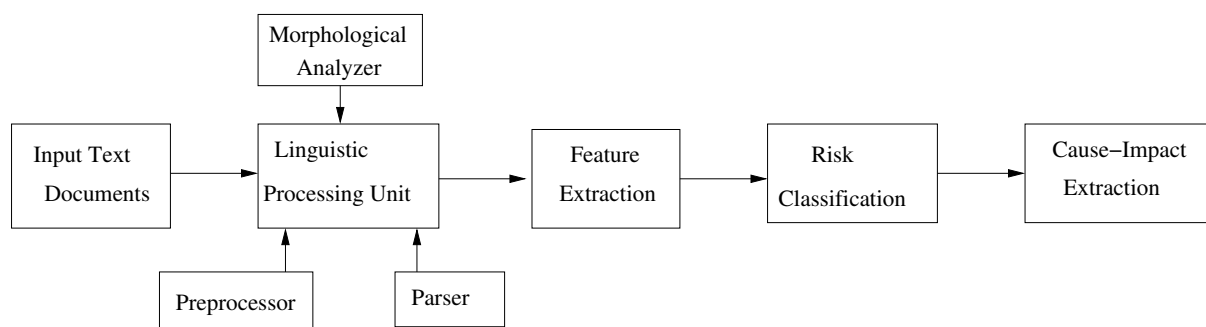 Morphological
Analyzer
Input Text
Documents
Linguistic
Processing Unit
Feature
Extraction
Risk
Classification
Cause−Impact
Extraction
Preprocessor
Parser